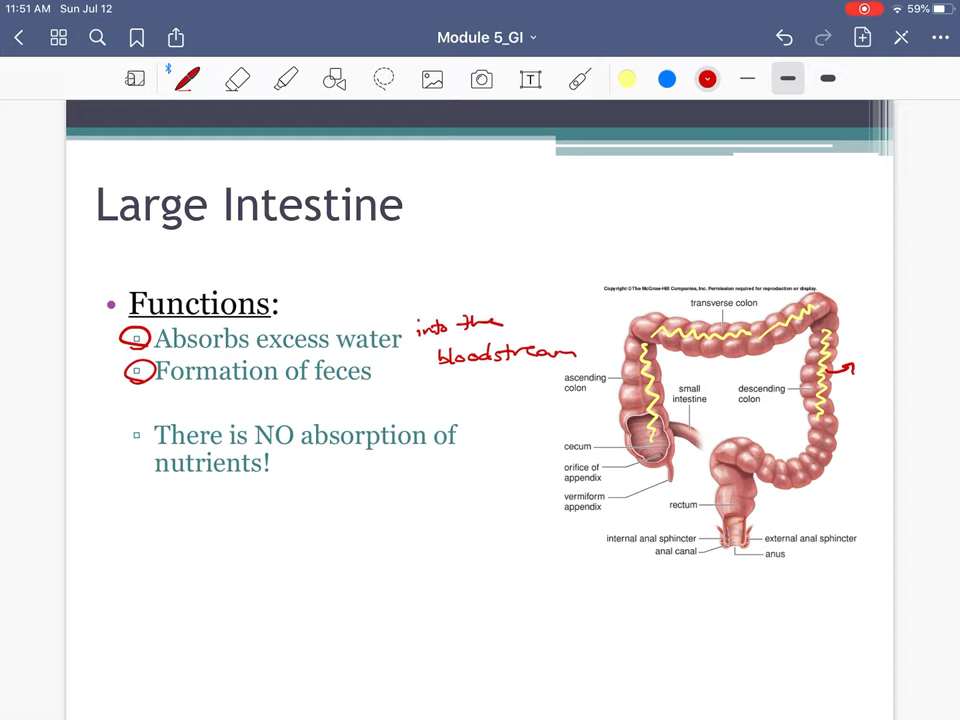 11:51 AM Sun Jul 12
59%
Module 5_GI
T
Large Intestine
• Functions:
Absorbs excess water into the
bloodstream
Formation of feces
There is NO absorption of
nutrients!
Copyright ©The McGraw-Hill Companies, Inc. Permission required for reproduction or display.
transverse colon
ascending
colon
small
intestine
descending
colon
cecum
orifice of
appendix
vermiform
appendix
rectum
internal anal sphincter
external anal sphincter
anal canal
anus